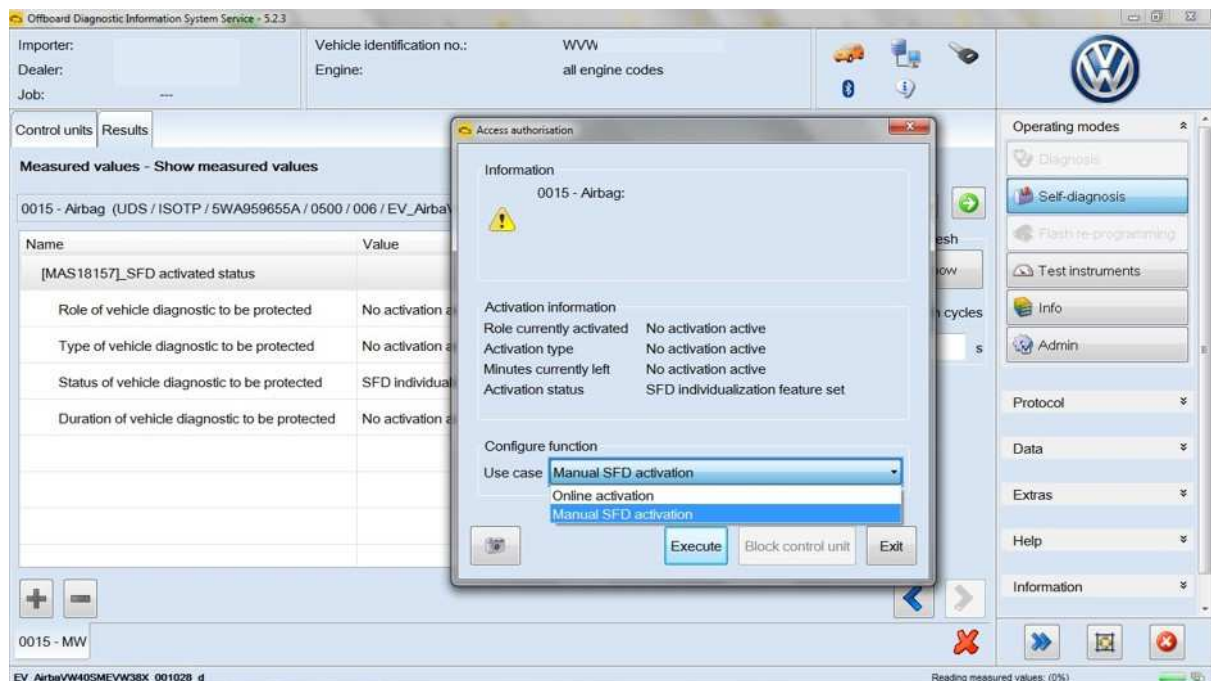 Offboard Diagnostic Information System Service - 5.2.3
Importer:
Dealer:
Job: ---
Vehicle identification no.: WVW
Engine: all engine codes
Control units Results
Measured values - Show measured values
0015 - Airbag (UDS / ISOTP / 5WA959655A / 0500 / 006 / EV_Airba
Name Value
[MAS18157]_SFD activated status
Role of vehicle diagnostic to be protected No activation a
Type of vehicle diagnostic to be protected No activation a
Status of vehicle diagnostic to be protected SFD individual
Duration of vehicle diagnostic to be protected No activation a
esh
ow
cycles
s
0015 - MW
EV_AirbaVW40SMEVW38X_001028_d
Reading measured values: (0%)
Access authorisation
Information
0015 - Airbag:
Activation information
Role currently activated No activation active
Activation type No activation active
Minutes currently left No activation active
Activation status SFD individualization feature set
Configure function
Use case Manual SFD activation
Online activation
Manual SFD activation
Execute
Block control unit
Exit
Operating modes
Diagnosis
Self-diagnosis
Flash re-programming
Test instruments
Info
Admin
Protocol
Data
Extras
Help
Information